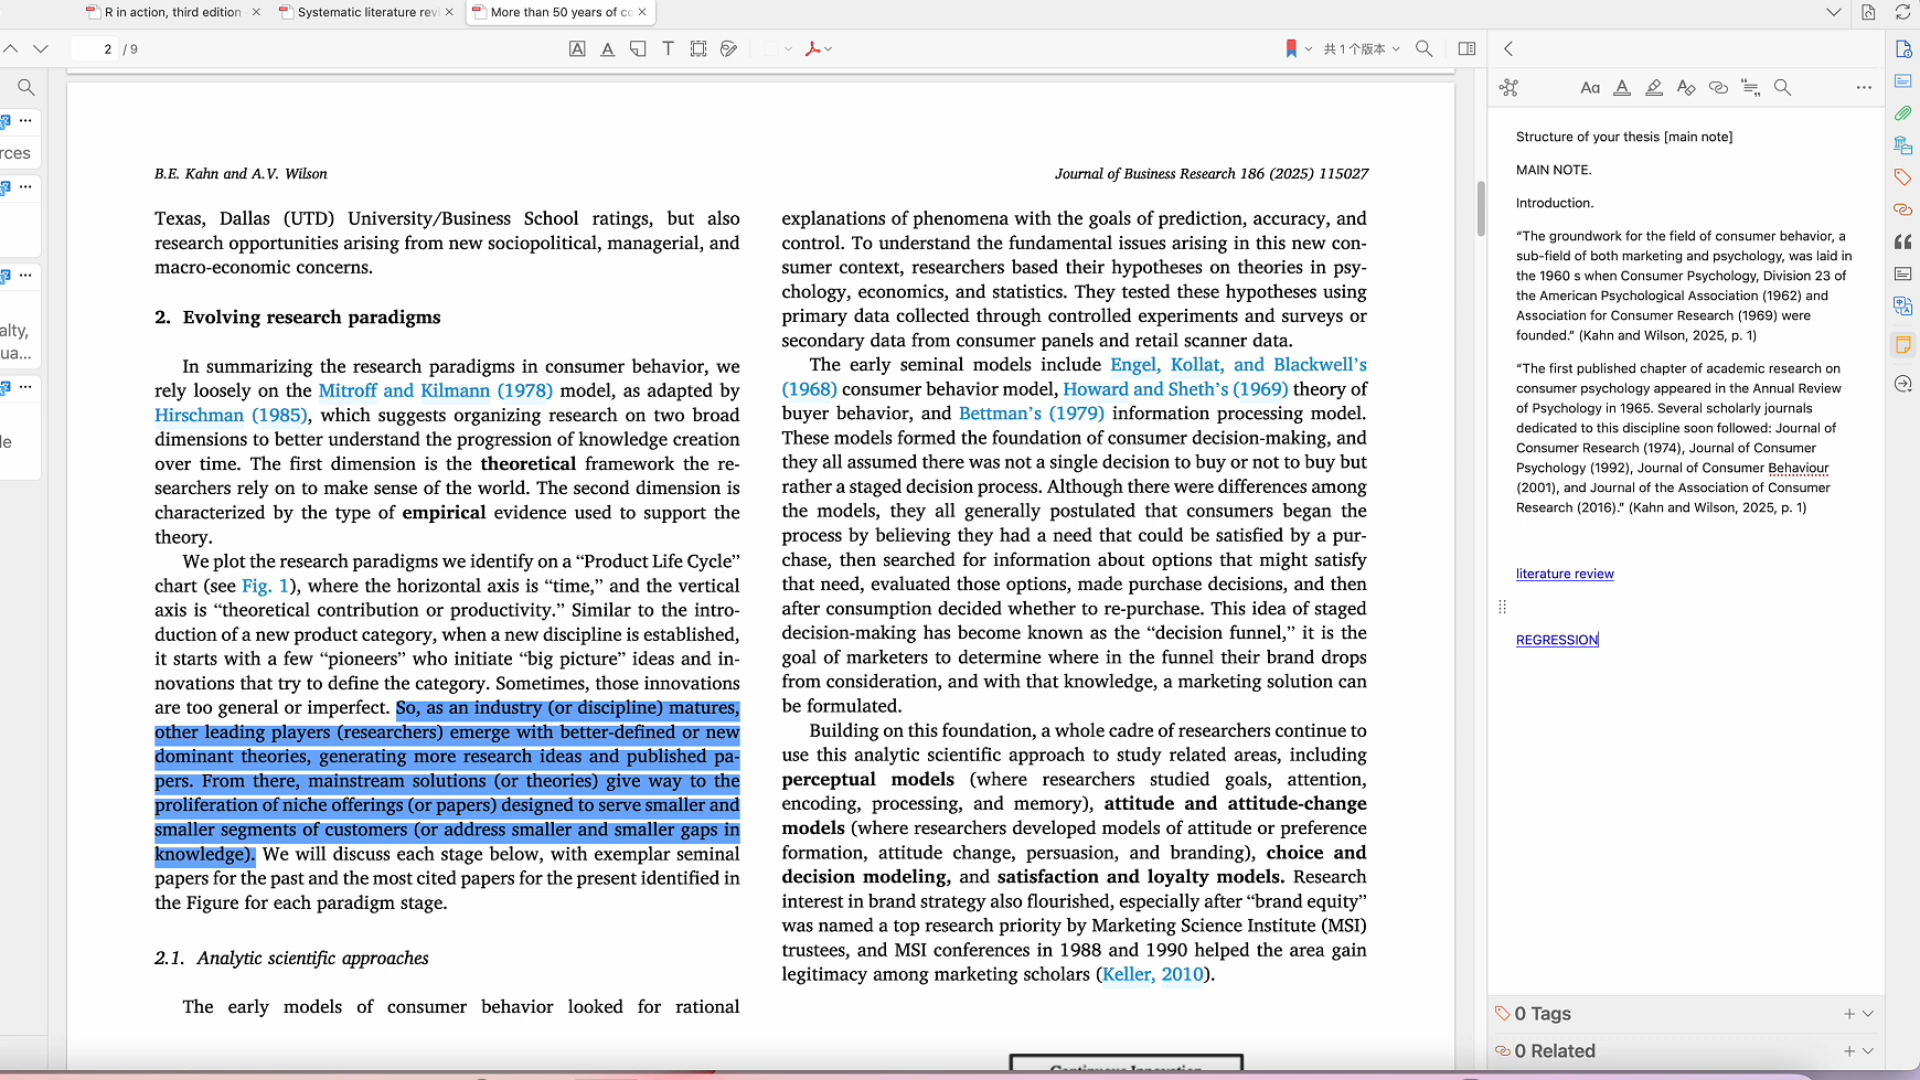 R in action, third edition
Systematic literature rev
More than 50 years of co
2 / 9
共 1 个版本
rces
alty,
ua...
le
B.E. Kahn and A.V. Wilson
Journal of Business Research 186 (2025) 115027
Texas, Dallas (UTD) University/Business School ratings, but also
research opportunities arising from new sociopolitical, managerial, and
macro-economic concerns.
2. Evolving research paradigms
In summarizing the research paradigms in consumer behavior, we
rely loosely on the Mitroff and Kilmann (1978) model, as adapted by
Hirschman (1985), which suggests organizing research on two broad
dimensions to better understand the progression of knowledge creation
over time. The first dimension is the theoretical framework the re-
searchers rely on to make sense of the world. The second dimension is
characterized by the type of empirical evidence used to support the
theory.
We plot the research paradigms we identify on a “Product Life Cycle”
chart (see Fig. 1), where the horizontal axis is “time,” and the vertical
axis is “theoretical contribution or productivity.” Similar to the intro-
duction of a new product category, when a new discipline is established,
it starts with a few “pioneers” who initiate “big picture” ideas and in-
novations that try to define the category. Sometimes, those innovations
are too general or imperfect. So, as an industry (or discipline) matures,
other leading players (researchers) emerge with better-defined or new
dominant theories, generating more research ideas and published pa-
pers. From there, mainstream solutions (or theories) give way to the
proliferation of niche offerings (or papers) designed to serve smaller and
smaller segments of customers (or address smaller and smaller gaps in
knowledge). We will discuss each stage below, with exemplar seminal
papers for the past and the most cited papers for the present identified in
the Figure for each paradigm stage.
2.1. Analytic scientific approaches
The early models of consumer behavior looked for rational
explanations of phenomena with the goals of prediction, accuracy, and
control. To understand the fundamental issues arising in this new con-
sumer context, researchers based their hypotheses on theories in psy-
chology, economics, and statistics. They tested these hypotheses using
primary data collected through controlled experiments and surveys or
secondary data from consumer panels and retail scanner data.
The early seminal models include Engel, Kollat, and Blackwell’s
(1968) consumer behavior model, Howard and Sheth’s (1969) theory of
buyer behavior, and Bettman’s (1979) information processing model.
These models formed the foundation of consumer decision-making, and
they all assumed there was not a single decision to buy or not to buy but
rather a staged decision process. Although there were differences among
the models, they all generally postulated that consumers began the
process by believing they had a need that could be satisfied by a pur-
chase, then searched for information about options that might satisfy
that need, evaluated those options, made purchase decisions, and then
after consumption decided whether to re-purchase. This idea of staged
decision-making has become known as the “decision funnel,” it is the
goal of marketers to determine where in the funnel their brand drops
from consideration, and with that knowledge, a marketing solution can
be formulated.
Building on this foundation, a whole cadre of researchers continue to
use this analytic scientific approach to study related areas, including
perceptual models (where researchers studied goals, attention,
encoding, processing, and memory), attitude and attitude-change
models (where researchers developed models of attitude or preference
formation, attitude change, persuasion, and branding), choice and
decision modeling, and satisfaction and loyalty models. Research
interest in brand strategy also flourished, especially after “brand equity”
was named a top research priority by Marketing Science Institute (MSI)
trustees, and MSI conferences in 1988 and 1990 helped the area gain
legitimacy among marketing scholars (Keller, 2010).
Continuous Innovation
Structure of your thesis [main note]
MAIN NOTE.
Introduction.
“The groundwork for the field of consumer behavior, a
sub-field of both marketing and psychology, was laid in
the 1960 s when Consumer Psychology, Division 23 of
the American Psychological Association (1962) and
Association for Consumer Research (1969) were
founded.” (Kahn and Wilson, 2025, p. 1)
“The first published chapter of academic research on
consumer psychology appeared in the Annual Review
of Psychology in 1965. Several scholarly journals
dedicated to this discipline soon followed: Journal of
Consumer Research (1974), Journal of Consumer
Psychology (1992), Journal of Consumer Behaviour
(2001), and Journal of the Association of Consumer
Research (2016).” (Kahn and Wilson, 2025, p. 1)
literature review
REGRESSION
0 Tags
0 Related